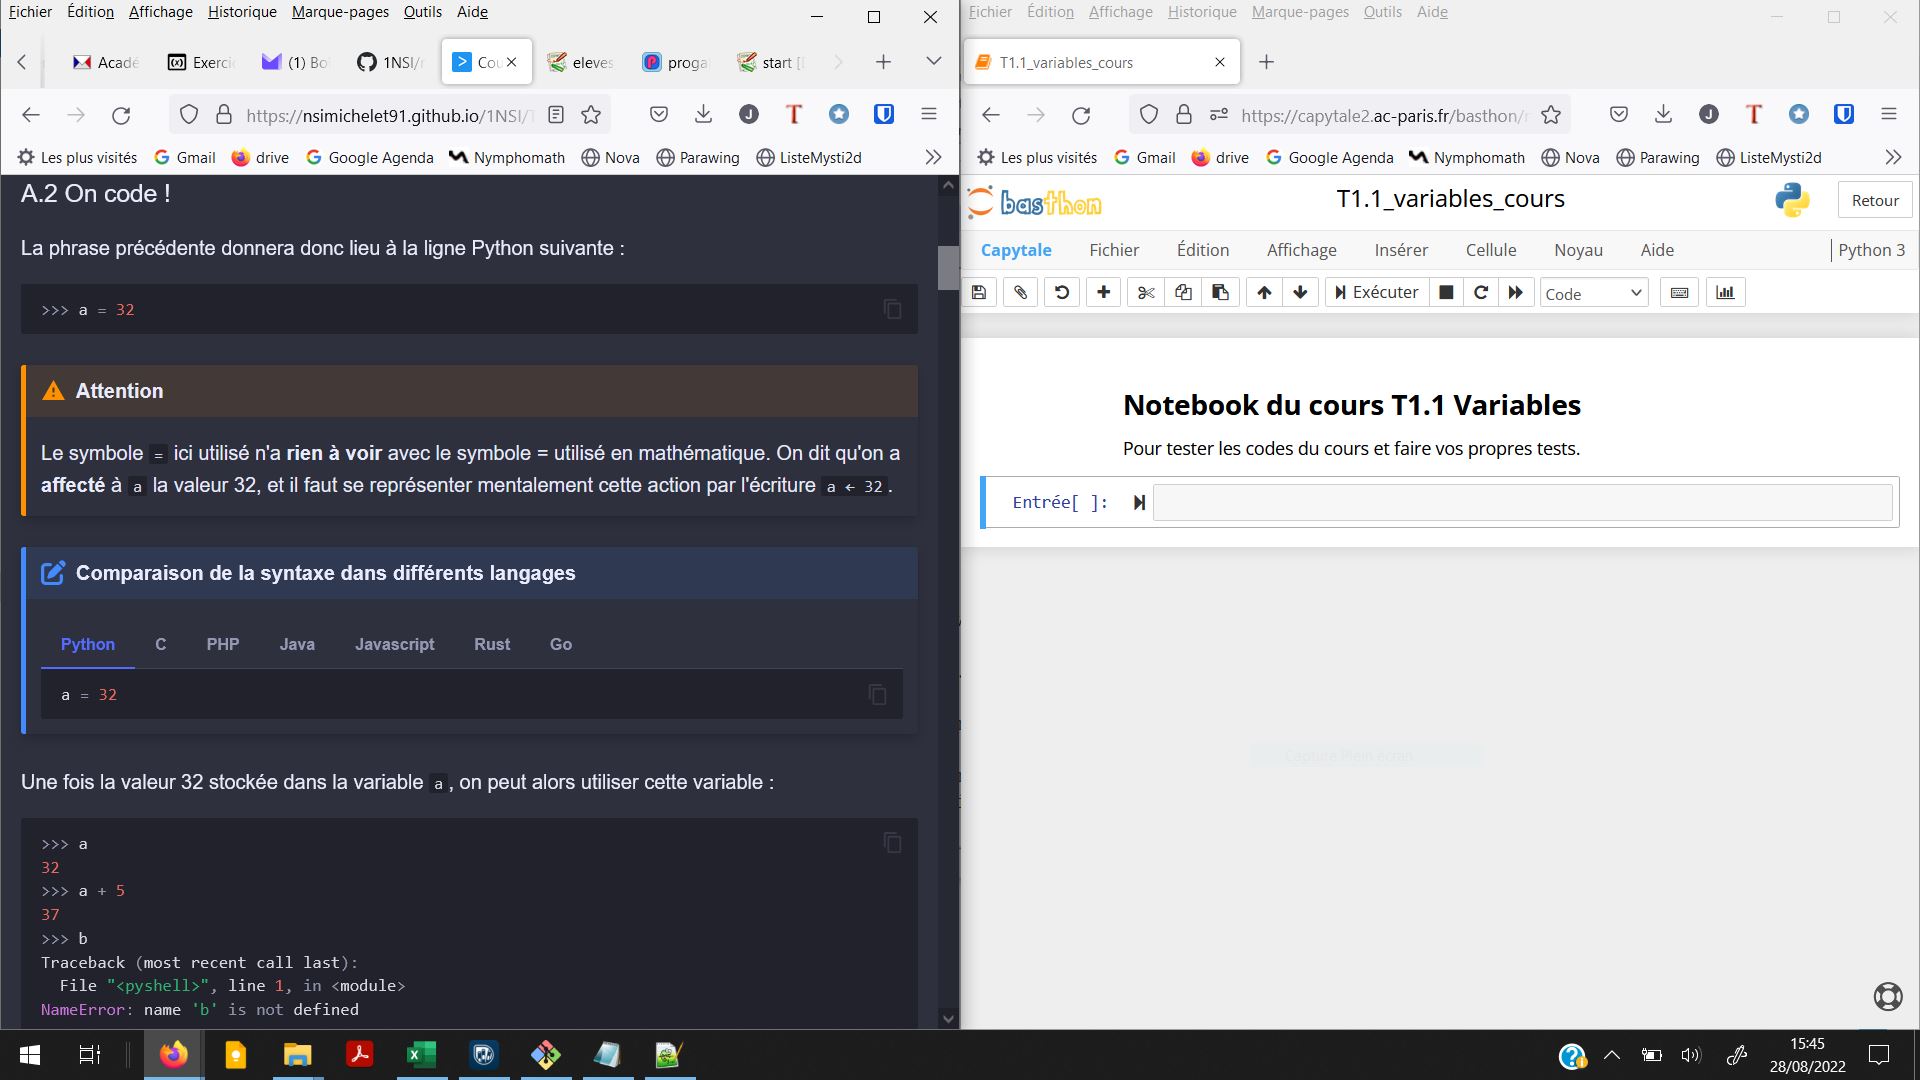 Fichier Édition Affichage Historique Marque-pages Outils Aide
Acadé Exerci (1) Bo 1NSI/r Cou eleves proga start [I
https://nsimichelet91.github.io/1NSI/T
Les plus visités Gmail drive Google Agenda Nymphomath Nova Parawing ListeMysti2d
A.2 On code !
La phrase précédente donnera donc lieu à la ligne Python suivante :
>>> a = 32
Attention
Le symbole = ici utilisé n'a rien à voir avec le symbole = utilisé en mathématique. On dit qu'on a
affecté à a la valeur 32, et il faut se représenter mentalement cette action par l'écriture a ← 32 .
Comparaison de la syntaxe dans différents langages
Python C PHP Java Javascript Rust Go
a = 32
Une fois la valeur 32 stockée dans la variable a , on peut alors utiliser cette variable :
>>> a
32
>>> a + 5
37
>>> b
Traceback (most recent call last):
File "<pyshell>", line 1, in <module>
NameError: name 'b' is not defined
Fichier Édition Affichage Historique Marque-pages Outils Aide
T1.1_variables_cours
https://capytale2.ac-paris.fr/basthon/n
Les plus visités Gmail drive Google Agenda Nymphomath Nova Parawing ListeMysti2d
basthon T1.1_variables_cours Retour
Capytale Fichier Édition Affichage Insérer Cellule Noyau Aide Python 3
Exécuter Code
Notebook du cours T1.1 Variables
Pour tester les codes du cours et faire vos propres tests.
Entrée[ ]:
Capture Plein écran
15:45
28/08/2022